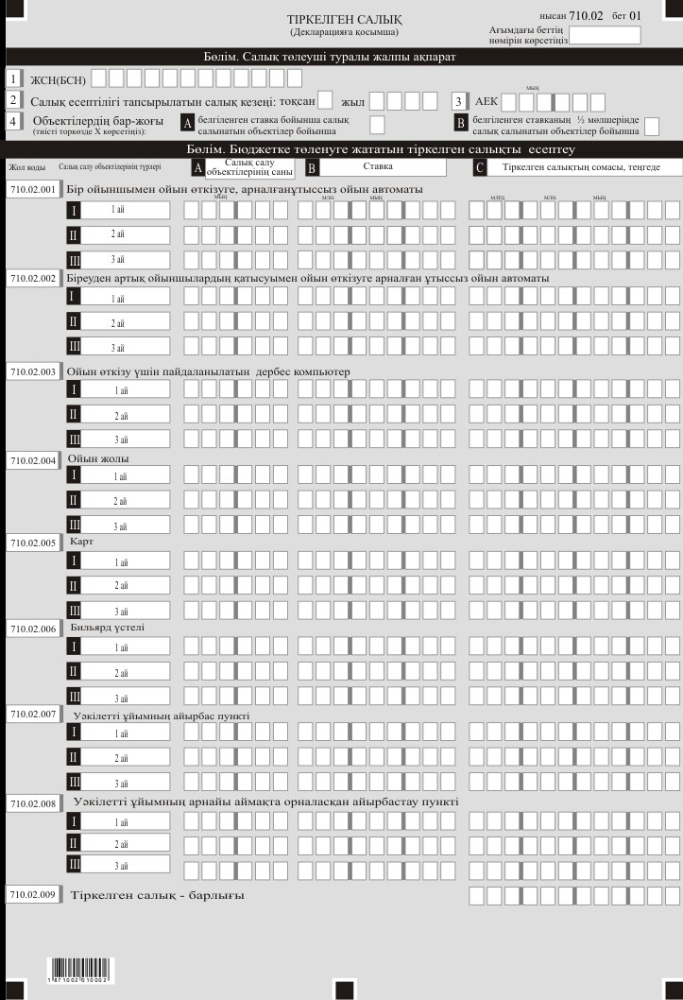 ТІРКЕЛГЕН САЛЫҚ
(Декларацияға қосымша)
нысан 710.02 бет 01
Ағымдағы беттің
нөмірін көрсетіңіз
Бөлім. Салық төлеуші туралы жалпы ақпарат
1 ЖСН(БСН)
2 Салық есептілігі тапсырылатын салық кезеңі: тоқсан жыл 3 АЕК мың
4 Объектілердің бар-жоғы
(тиісті торкөзде Х көрсетіңіз):
A белгіленген ставка бойынша салық
салынатын объектілер бойынша
B белгіленген ставканың ½ мөлшерінде
салық салынатын объектілер бойынша
Бөлім. Бюджетке төленуге жататын тіркелген салықты есептеу
Жол коды Салық салу объектілерінің түрлері A Салық салу
объектілерінің саны
B Ставка C Тіркелген салықтың сомасы, теңгеде
710.02.001 Бір ойыншымен ойын өткізуге, арналғанұтыссыз ойын автоматы
мың млн. мың млрд. млн. мың
I 1 ай
II 2 ай
III 3 ай
710.02.002 Біреуден артық ойыншылардың қатысуымен ойын өткізуге арналған ұтыссыз ойын автоматы
I 1 ай
II 2 ай
III 3 ай
710.02.003 Ойын өткізу үшін пайдаланылатын дербес компьютер
I 1 ай
II 2 ай
III 3 ай
710.02.004 Ойын жолы
I 1 ай
II 2 ай
III 3 ай
710.02.005 Карт
I 1 ай
II 2 ай
III 3 ай
710.02.006 Бильярд үстелі
I 1 ай
II 2 ай
III 3 ай
710.02.007 Уәкілетті ұйымның айырбас пункті
I 1 ай
II 2 ай
III 3 ай
710.02.008 Уәкілетті ұйымның арнайы аймақта орналасқан айырбастау пункті
I 1 ай
II 2 ай
III 3 ай
710.02.009 Тіркелген салық - барлығы
1871002010002